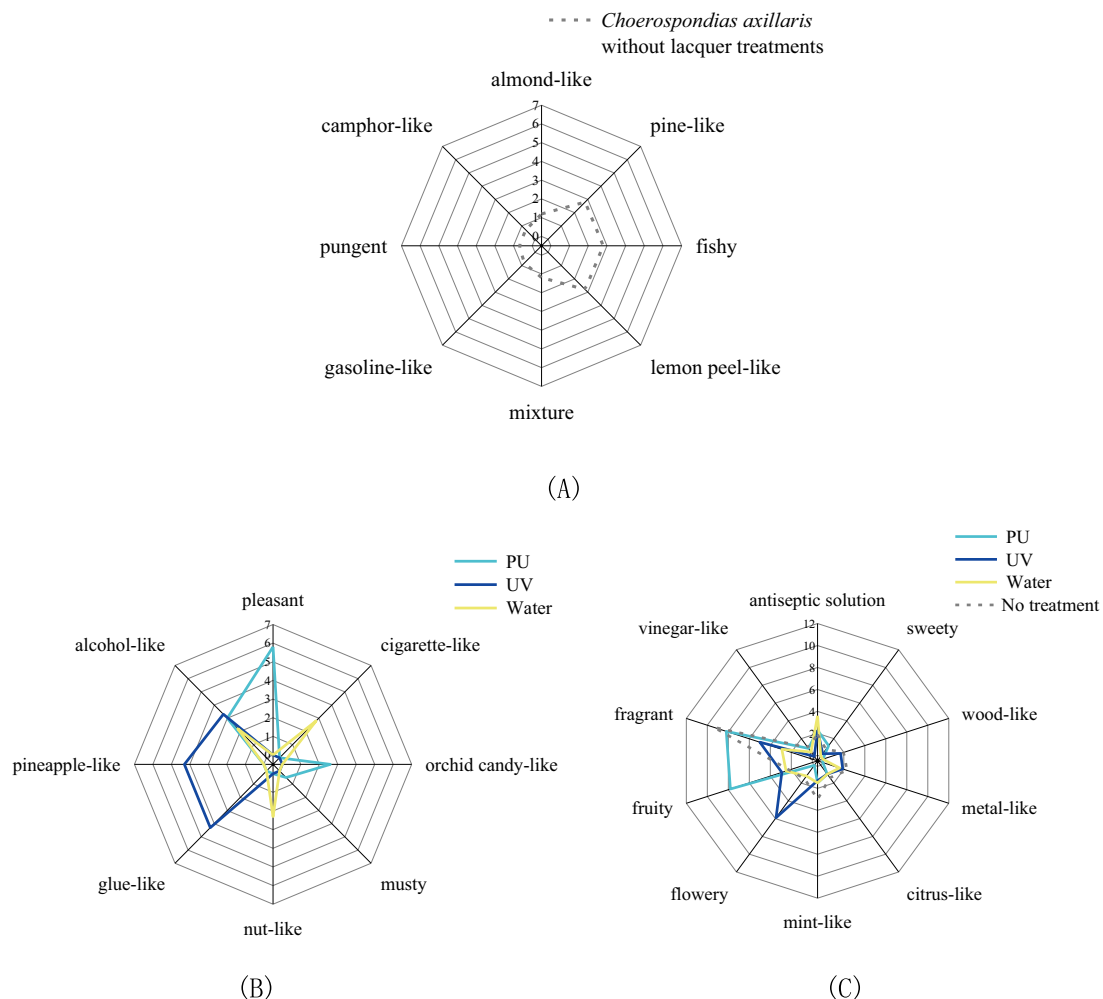 Choerospondias axillaris
without lacquer treatments
almond-like
camphor-like
pine-like
7
6
5
4
3
2
1
0
pungent
fishy
gasoline-like
lemon peel-like
mixture
(A)
PU
UV
Water
pleasant
alcohol-like
cigarette-like
7
6
5
4
3
2
1
0
pineapple-like
orchid candy-like
glue-like
musty
nut-like
(B)
PU
UV
Water
No treatment
antiseptic solution
vinegar-like
sweety
12
10
8
6
4
2
0
fragrant
wood-like
fruity
metal-like
flowery
citrus-like
mint-like
(C)